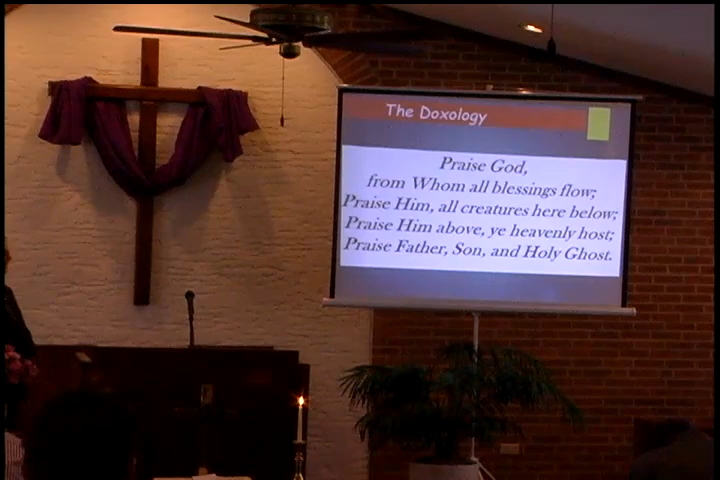 The Doxology
Praise God,
from Whom all blessings flow;
Praise Him, all creatures here below;
Praise Him above, ye heavenly host;
Praise Father, Son, and Holy Ghost.